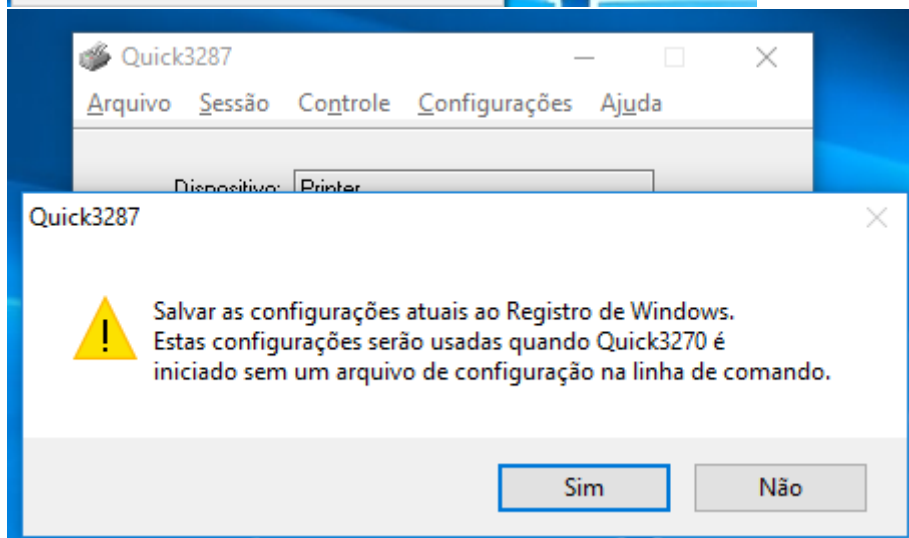 Quick3287
Arquivo Sessão Controle Configurações Ajuda
Dispositivo: Printer
Quick3287
Salvar as configurações atuais ao Registro de Windows.
Estas configurações serão usadas quando Quick3270 é
iniciado sem um arquivo de configuração na linha de comando.
Sim Não